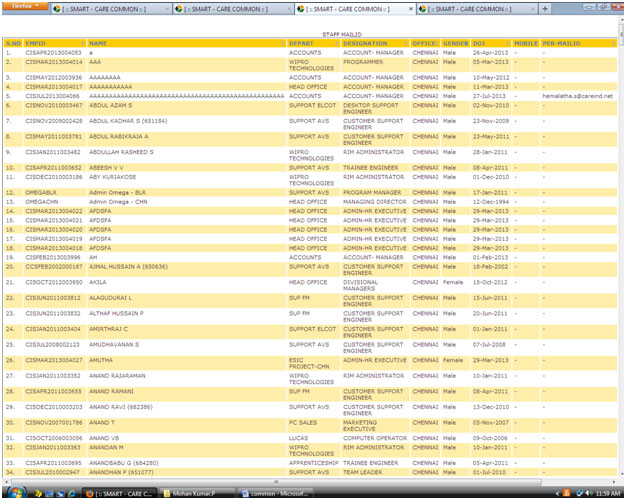 firefox
[ :: SMART - CARE COMMON :: ] [ :: SMART - CARE COMMON :: ] [ :: SMART - CARE COMMON :: ] [ :: SMART - CARE COMMON :: ]
STAFF MAILID
S.NO EMPID NAME DEPART DESIGNATION OFFICE GENDER DOJ MOBILE PER-MAILID
1. CISAPR2013004053 a ACCOUNTS ACCOUNT- MANAGER CHENNAI Male 26-Apr-2013 - -
2. CISMAR2013004014 AAA WIPRO TECHNOLOGIES PROGRAMMER CHENNAI Male 05-Mar-2013 - -
3. CISMAY2012003936 AAAAAAAA ACCOUNTS ACCOUNT- MANAGER CHENNAI Male 10-May-2012 - -
4. CISMAR2013004017 AAAAAAAAAAA HEAD OFFICE ACCOUNT- MANAGER CHENNAI Male 11-Mar-2013 - -
5. CISJUL2013004066 ACCOUNTS ACCOUNT- MANAGER CHENNAI Male 27-Jul-2013 - hemalatha.s@careind.net
6. CISNOV2010003467 ABDUL AZAM S SUPPORT ELCOT DESKTOP SUPPORT ENGINEER CHENNAI Male 02-Nov-2010 - -
7. CISNOV2009002428 ABDUL KADHAR S (651184) SUPPORT AVS CUSTOMER SUPPORT ENGINEER CHENNAI Male 23-Nov-2009 - -
8. CISMAY2011003781 ABDUL RABIKRAJA A SUPPORT AVS CUSTOMER SUPPORT ENGINEER CHENNAI Male 23-May-2011 - -
9. CISJAN2011003482 ABDULLAH RASHEED S WIPRO TECHNOLOGIES RIM ADMINISTRATOR CHENNAI Male 28-Jan-2011 - -
10. CISAPR2011003652 ABEESH V V SUPPORT AVS TRAINEE ENGINEER CHENNAI Male 08-Apr-2011 - -
11. CISDEC2010003186 ABY KURIAKOSE WIPRO TECHNOLOGIES RIM ADMINISTRATOR CHENNAI Male 01-Dec-2010 - -
12. OMEGABLR Admin Omega - BLR SUPPORT AVS PROGRAM MANAGER CHENNAI Male 17-Jan-2011 - -
13. OMEGACHN Admin Omega - CHN HEAD OFFICE MANAGING DIRECTOR CHENNAI Male 12-Dec-1994 - -
14. CISMAR2013004022 AFDSFA HEAD OFFICE ADMIN-HR EXECUTIVE CHENNAI Male 29-Mar-2013 - -
15. CISMAR2013004021 AFDSFA HEAD OFFICE ADMIN-HR EXECUTIVE CHENNAI Male 29-Mar-2013 - -
16. CISMAR2013004020 AFDSFA HEAD OFFICE ADMIN-HR EXECUTIVE CHENNAI Male 29-Mar-2013 - -
17. CISMAR2013004019 AFDSFA HEAD OFFICE ADMIN-HR EXECUTIVE CHENNAI Male 29-Mar-2013 - -
18. CISMAR2013004018 AFDSFA HEAD OFFICE ADMIN-HR EXECUTIVE CHENNAI Male 29-Mar-2013 - -
19. CISFEB2013003996 AH ACCOUNTS ACCOUNT- MANAGER CHENNAI Male 01-Feb-2013 - -
20. CCSFEB2002000187 AJMAL HUSSAIN A (650636) SUPPORT AVS CUSTOMER SUPPORT ENGINEER CHENNAI Male 18-Feb-2002 - -
21. CISOCT2012003950 AKILA HEAD OFFICE DIVISIONAL MANAGERS CHENNAI Female 15-Oct-2012 - -
22. CISJUN2011003812 ALAGUDURAI L SUP FM CUSTOMER SUPPORT ENGINEER CHENNAI Male 15-Jun-2011 - -
23. CISJUN2011003832 ALTHAF HUSSAIN P SUP FM CUSTOMER SUPPORT ENGINEER CHENNAI Male 20-Jun-2011 - -
24. CISJAN2011003404 AMIRTHRAJ C SUPPORT ELCOT CUSTOMER SUPPORT ENGINEER CHENNAI Male 01-Jan-2011 - -
25. CISJUL2008002123 AMUDHAVANAN S SUPPORT AVS CUSTOMER SUPPORT ENGINEER CHENNAI Male 07-Jul-2008 - -
26. CISMAR2013004027 AMUTHA ESIC PROJECT-CHN ADMIN-HR EXECUTIVE CHENNAI Female 29-Mar-2013 - -
27. CISJAN2011003352 ANAND RAJARAMAN WIPRO TECHNOLOGIES RIM ADMINISTRATOR CHENNAI Male 10-Jan-2011 - -
28. CISAPR2011003655 ANAND RAMANI SUP FM CUSTOMER SUPPORT ENGINEER CHENNAI Male 08-Apr-2011 - -
29. CISDEC2010003203 ANAND RAVI (682386) SUPPORT AVS CUSTOMER SUPPORT ENGINEER CHENNAI Male 13-Dec-2010 - -
30. CISNOV2007001786 ANAND T PC SALES MARKETING EXECUTIVE CHENNAI Male 05-Nov-2007 - -
31. CISOCT2006003056 ANAND VB LUCAS COMPUTER OPERATOR CHENNAI Male 09-Oct-2006 - -
32. CISJAN2011003363 ANANDAN M WIPRO TECHNOLOGIES RIM ADMINISTRATOR CHENNAI Male 10-Jan-2011 - -
33. CISAPR2011003695 ANANDBABU G (684280) APPRENTICESHIP TRAINEE ENGINEER CHENNAI Male 05-Apr-2011 - -
34. CISJUL2010002947 ANANDHAN P (651077) SUPPORT AVS TEAM LEADER CHENNAI Male 01-Jul-2010 - -
[ :: SMART - CARE C... Mohan Kumar.P common - Microsof... 11:59 AM